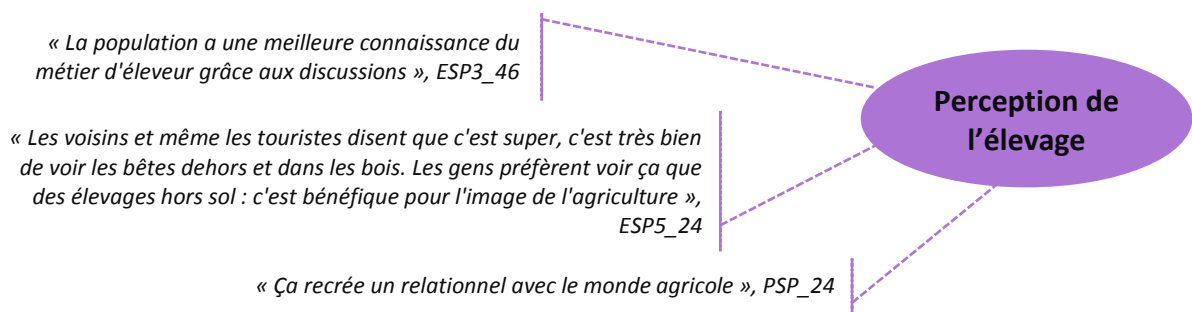 « La population a une meilleure connaissance du
métier d'éleveur grâce aux discussions », ESP3_46
« Les voisins et même les touristes disent que c'est super, c'est très bien
de voir les bêtes dehors et dans les bois. Les gens préfèrent voir ça que
des élevages hors sol : c'est bénéfique pour l'image de l'agriculture »,
ESP5_24
« Ça recrée un relationnel avec le monde agricole », PSP_24
Perception de
l'élevage